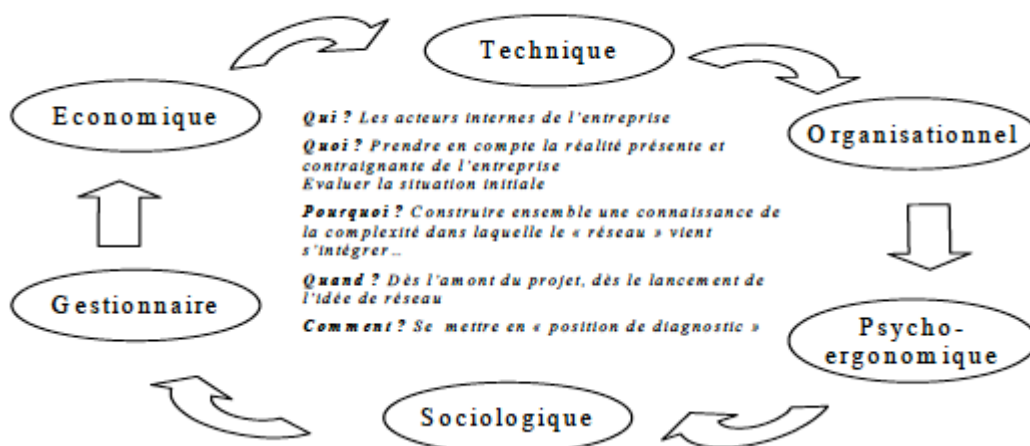 Technique
Economique
Organisationnel
Qui ? Les acteurs internes de l'entreprise
Quoi ? Prendre en compte la réalité présente et
contraignante de l'entreprise
Evaluer la situation initiale
Pourquoi ? Construire ensemble une connaissance de
la complexité dans laquelle le « réseau » vient
s'intégrer…
Quand ? Dès l'amont du projet, dès le lancement de
l'idée de réseau
Comment ? Se mettre en « position de diagnostic »
Gestionnaire
Psycho-
ergonomique
Sociologique